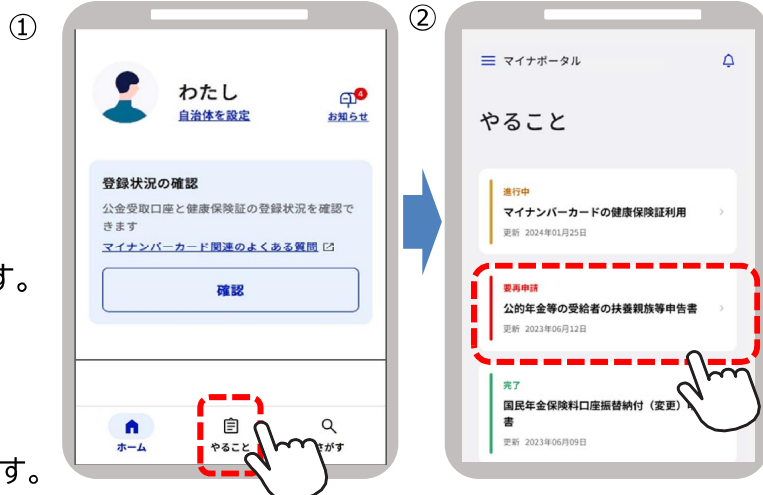 ①
わたし
自治体を設定
4
お知らせ
登録状況の確認
公金受取口座と健康保険証の登録状況を確認で
きます
マイナンバーカード関連のよくある質問
確認
ホーム
やること
さがす
す。
す。
②
マイナポータル
やること
進行中
マイナンバーカードの健康保険証利用
更新 2024年01月25日
要再申請
公的年金等の受給者の扶養親族等申告書
更新 2023年06月12日
完了
国民年金保険料口座振替納付（変更）
書
更新 2023年06月09日